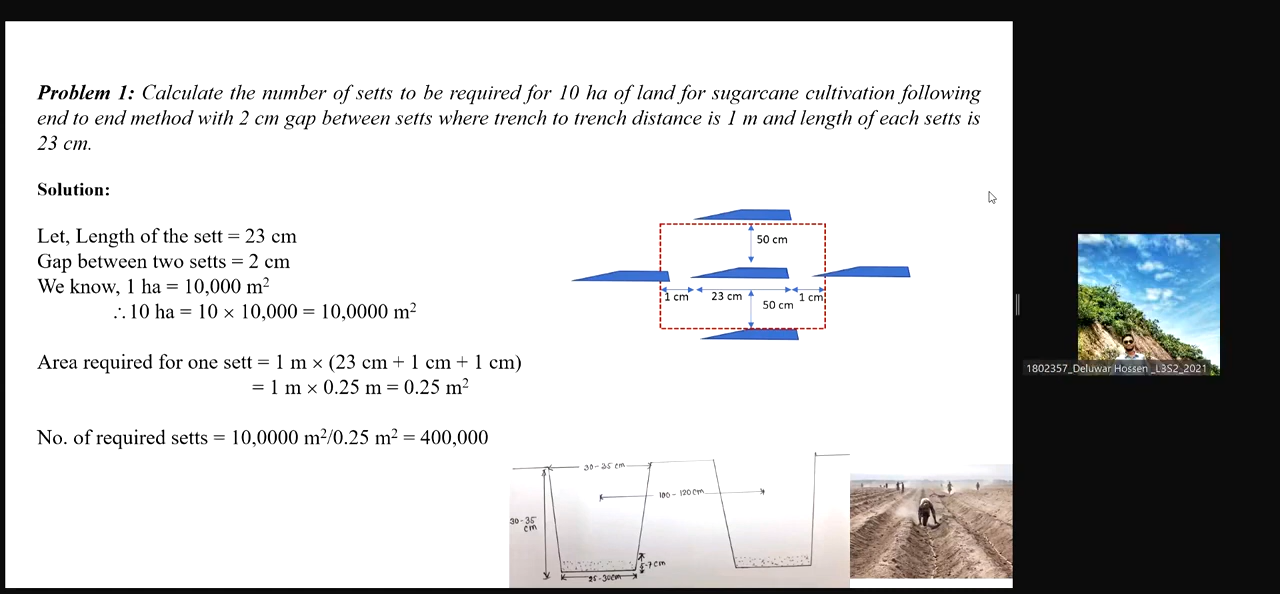 Problem 1: Calculate the number of setts to be required for 10 ha of land for sugarcane cultivation following
end to end method with 2 cm gap between setts where trench to trench distance is 1 m and length of each setts is
23 cm.
Solution:
Let, Length of the sett = 23 cm
Gap between two setts = 2 cm
We know, 1 ha = 10,000 m²
∴ 10 ha = 10 × 10,000 = 10,0000 m²
Area required for one sett = 1 m × (23 cm + 1 cm + 1 cm)
= 1 m × 0.25 m = 0.25 m²
No. of required setts = 10,0000 m²/0.25 m² = 400,000
50 cm
1 cm
23 cm
50 cm
1 cm
30-35 cm
100 - 120 cm
30-35
cm
5-7 cm
25-30cm
1802357_Deluwar Hossen _L3S2_2021